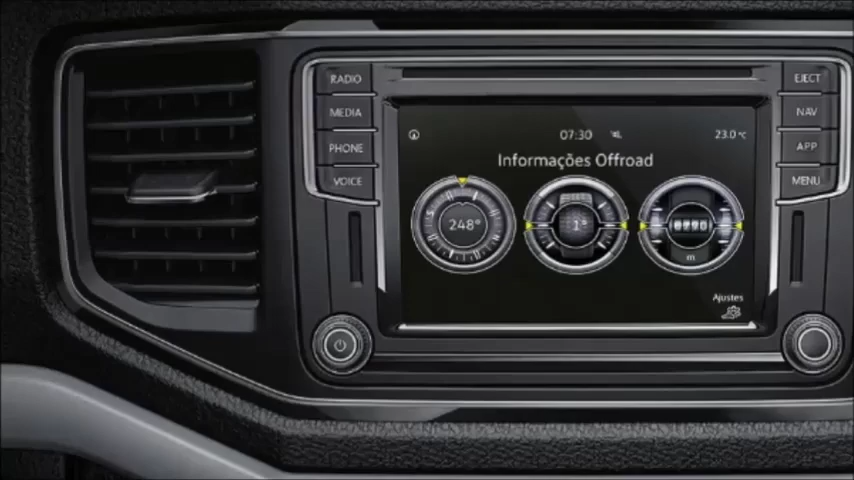 RADIO
MEDIA
PHONE
VOICE
EJECT
NAV
APP
MENU
07:30
23.0 °C
Informações Offroad
248°
1°
m
Ajustes